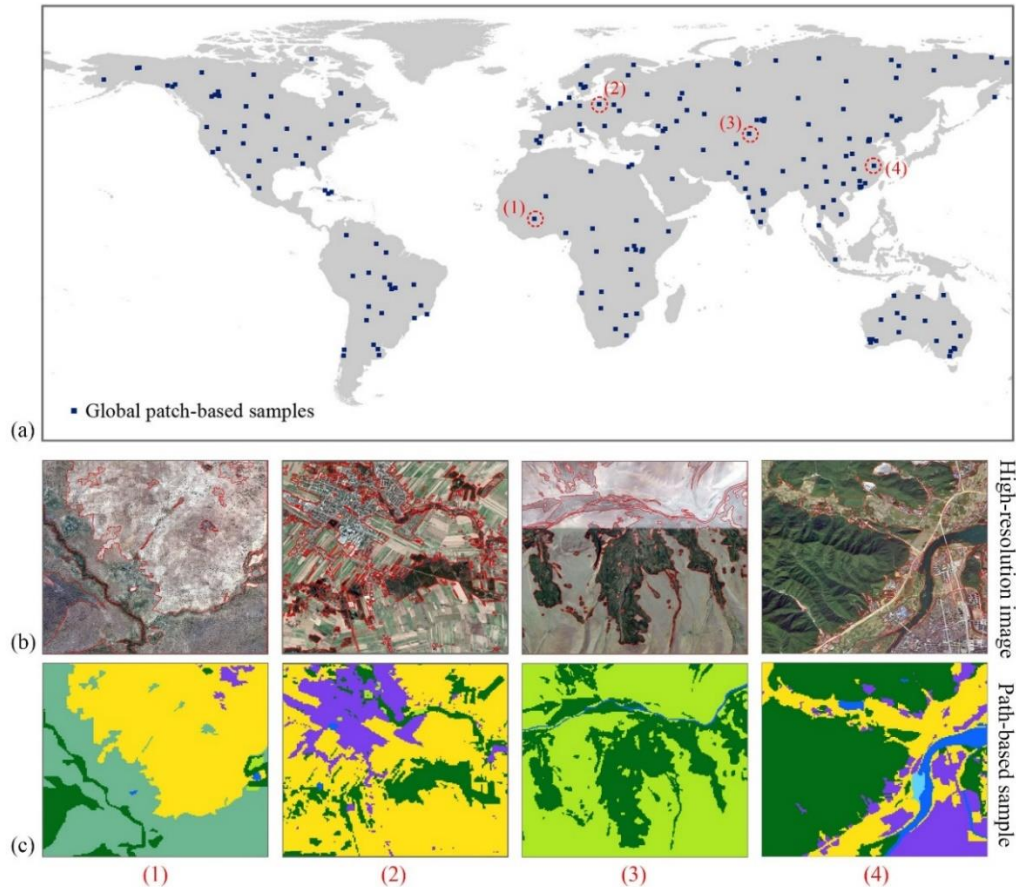 (2)
(3)
(4)
(1)
Global patch-based samples
(a)
High-resolution image
(b)
Path-based sample
(c)
(1)
(2)
(3)
(4)